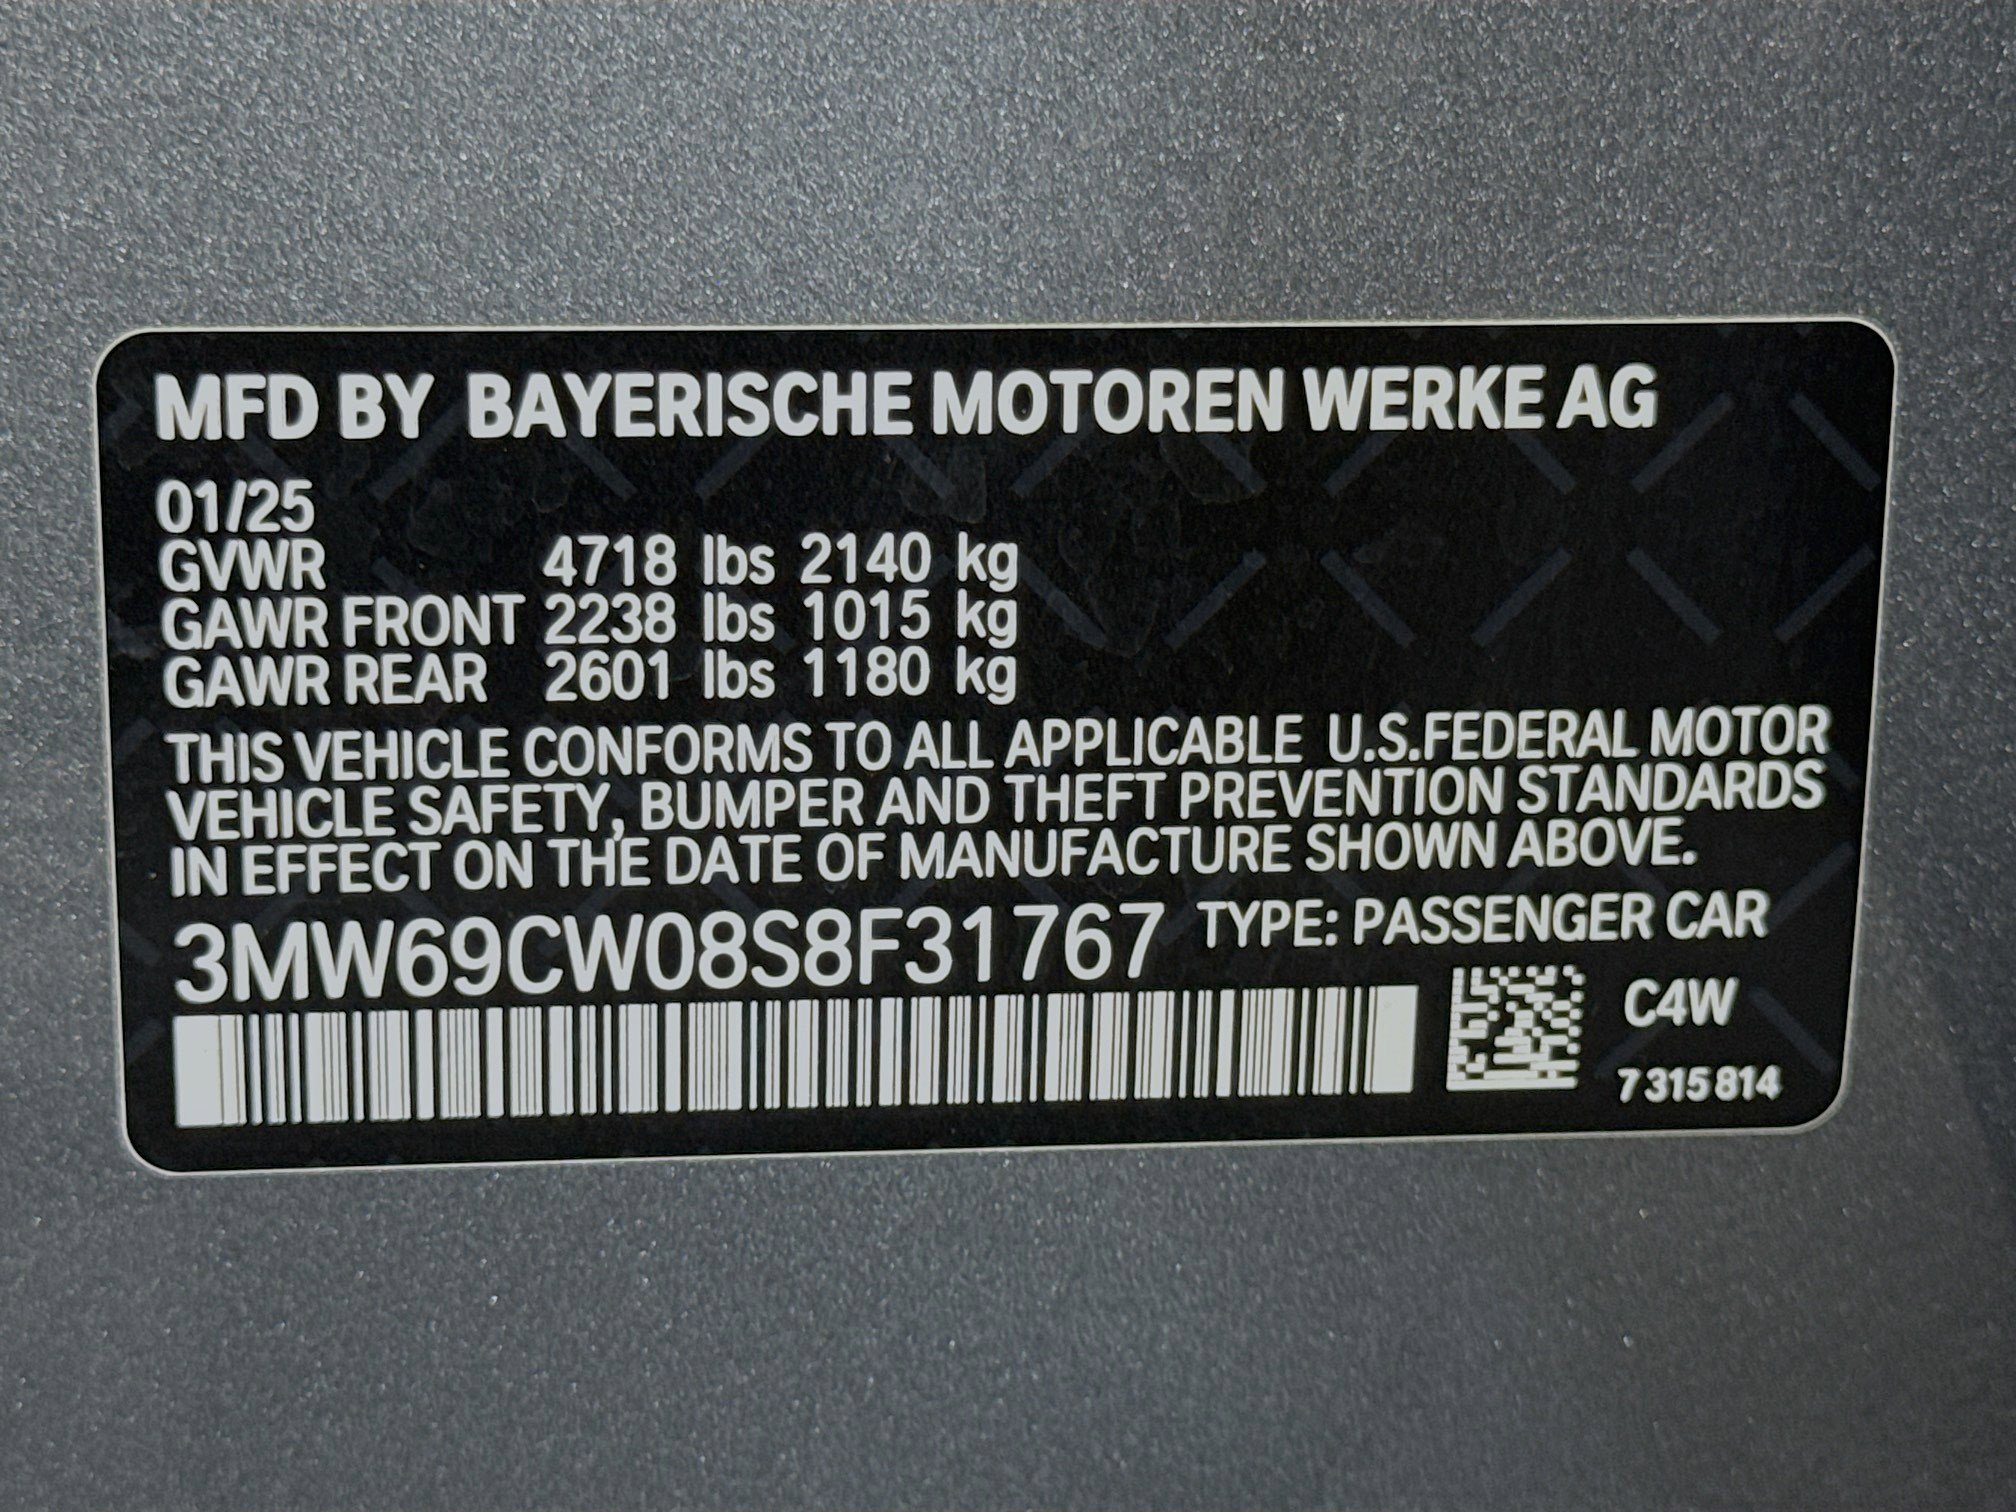 MFD BY BAYERISCHE MOTOREN WERKE AG
01/25
GVWR 4718 lbs 2140 kg
GAWR FRONT 2238 lbs 1015 kg
GAWR REAR 2601 lbs 1180 kg
THIS VEHICLE CONFORMS TO ALL APPLICABLE U.S.FEDERAL MOTOR
VEHICLE SAFETY, BUMPER AND THEFT PREVENTION STANDARDS
IN EFFECT ON THE DATE OF MANUFACTURE SHOWN ABOVE.
3MW69CW08S8F31767 TYPE: PASSENGER CAR
C4W
7 315 814